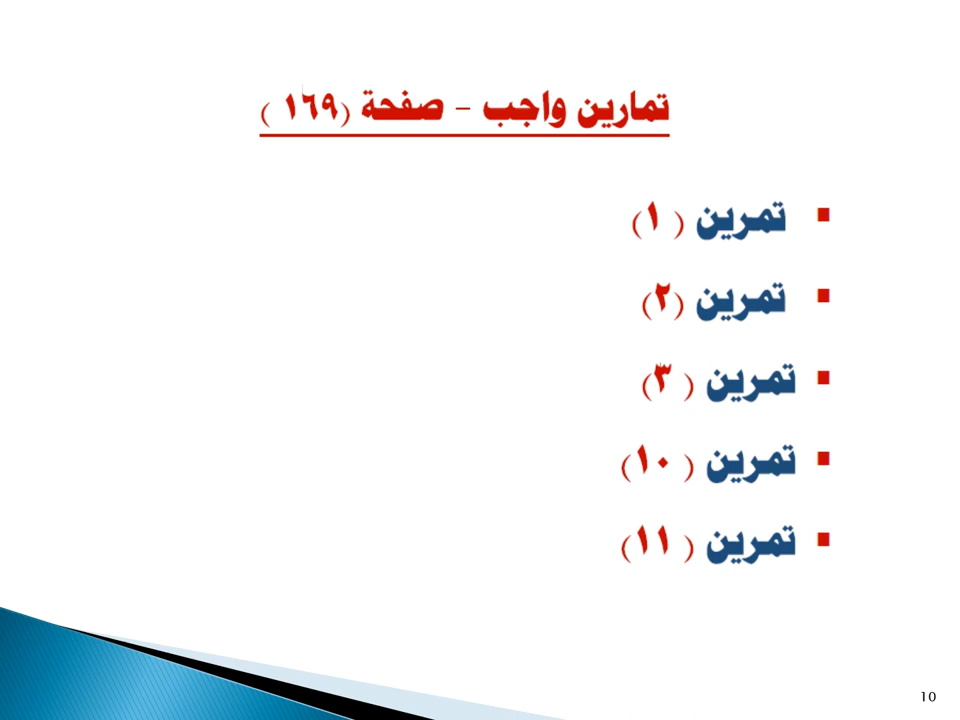 تمارين واجب - صفحة (١٦٩ )
▪ تمرين ( ١)
▪ تمرين (٢)
▪ تمرين ( ٣)
▪ تمرين ( ١٠)
▪ تمرين ( ١١)
10